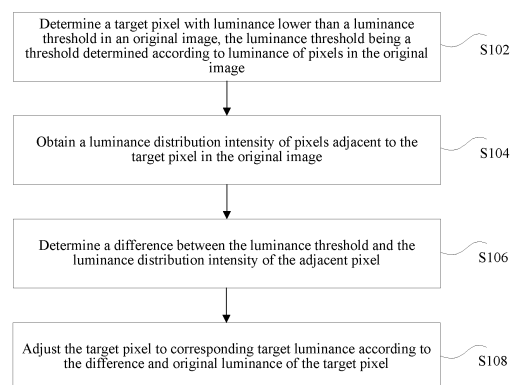 Determine a target pixel with luminance lower than a luminance
threshold in an original image, the luminance threshold being a
threshold determined according to luminance of pixels in the original
image
S102
Obtain a luminance distribution intensity of pixels adjacent to the
target pixel in the original image
S104
Determine a difference between the luminance threshold and the
luminance distribution intensity of the adjacent pixel
S106
Adjust the target pixel to corresponding target luminance according to
the difference and original luminance of the target pixel
S108